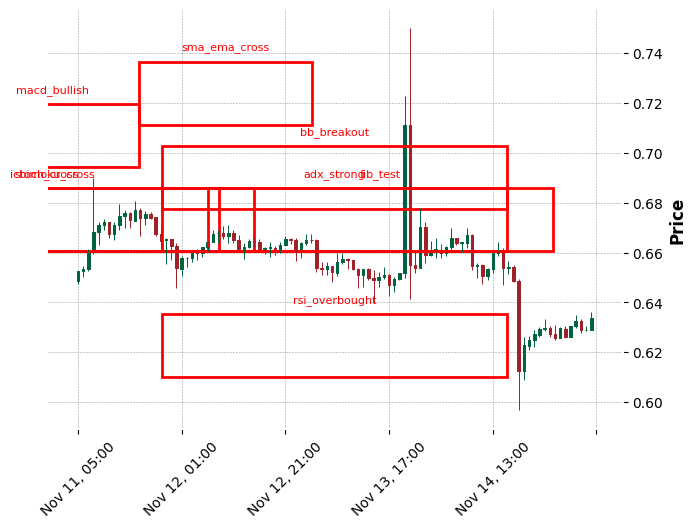 sma_ema_cross
macd_bullish
bb_breakout
stoch_cross
adx_strong
fib_test
rsi_overbought
0.74
0.72
0.70
0.68
0.66
0.64
0.62
0.60
Price
Nov 11, 05:00
Nov 12, 01:00
Nov 12, 21:00
Nov 13, 17:00
Nov 14, 13:00